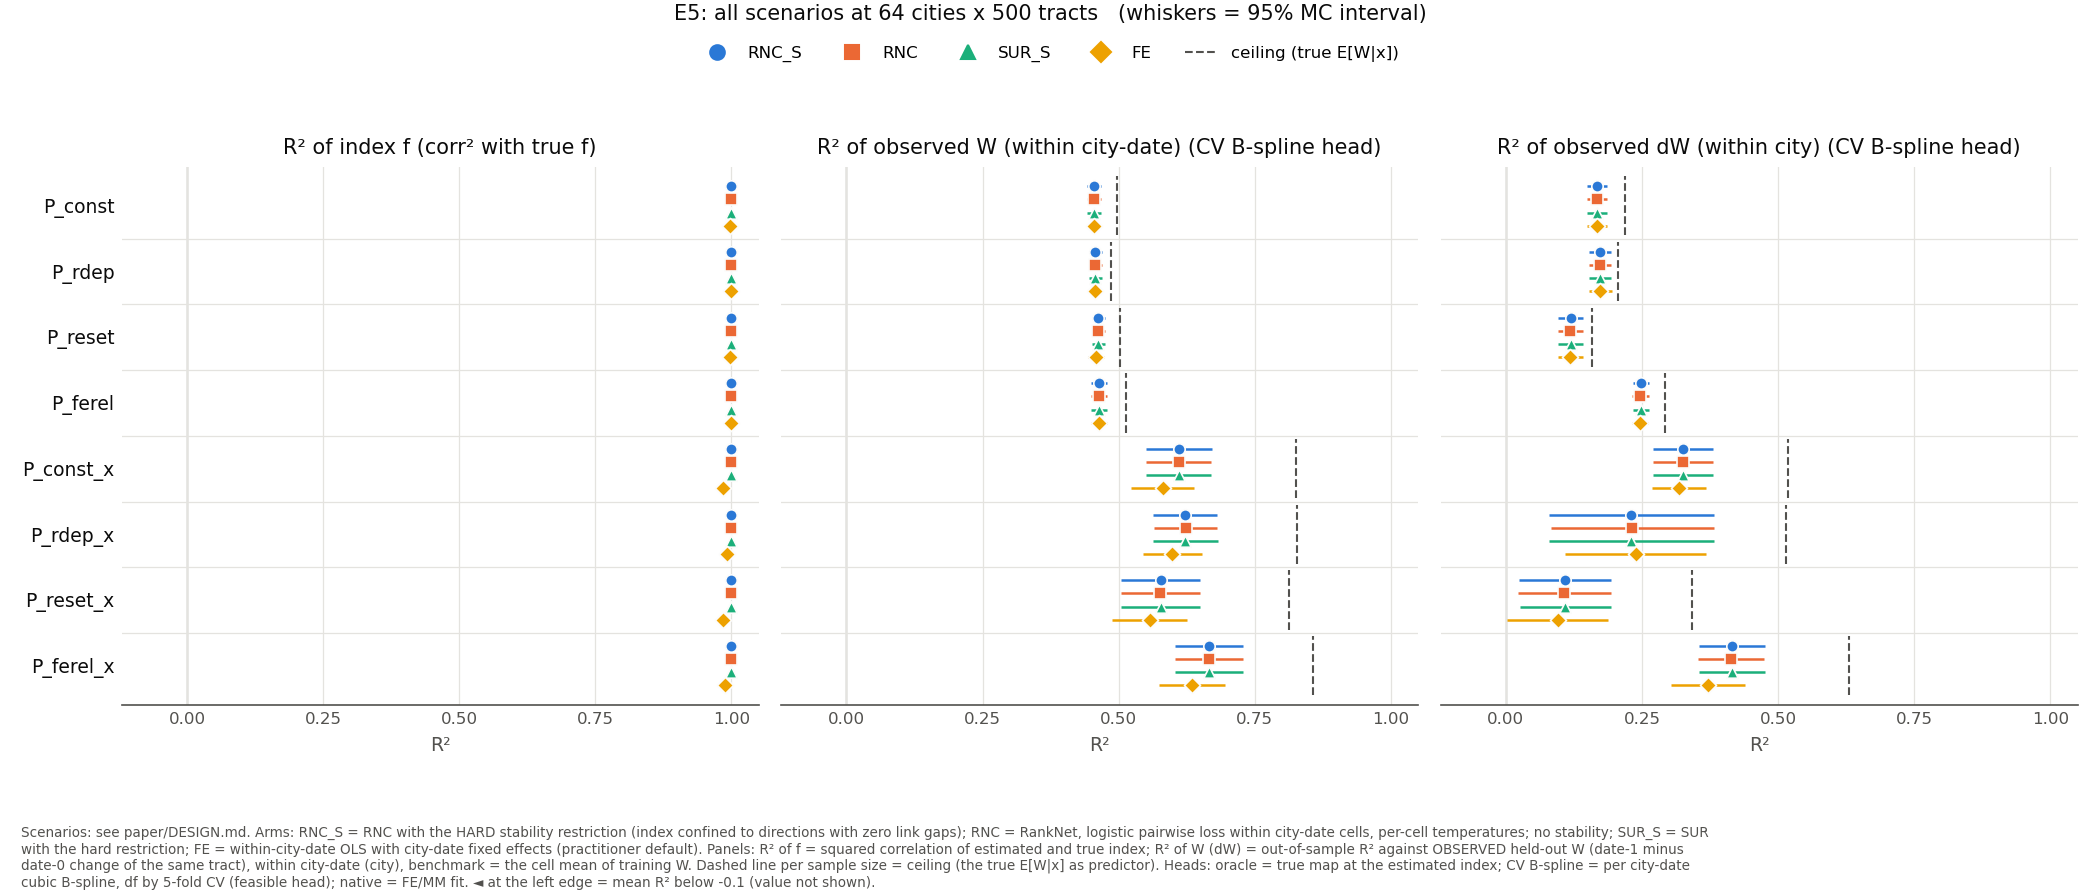 E5: all scenarios at 64 cities x 500 tracts   (whiskers = 95% MC interval)
RNC_S   RNC   SUR_S   FE   ceiling (true E[W|x])
R² of index f (corr² with true f)
R² of observed W (within city-date) (CV B-spline head)
R² of observed dW (within city) (CV B-spline head)
P_const
P_rdep
P_reset
P_ferel
P_const_x
P_rdep_x
P_reset_x
P_ferel_x
0.00 0.25 0.50 0.75 1.00
R²
0.00 0.25 0.50 0.75 1.00
R²
0.00 0.25 0.50 0.75 1.00
R²
Scenarios: see paper/DESIGN.md. Arms: RNC_S = RNC with the HARD stability restriction (index confined to directions with zero link gaps); RNC = RankNet, logistic pairwise loss within city-date cells, per-cell temperatures; no stability; SUR_S = SUR
with the hard restriction; FE = within-city-date OLS with city-date fixed effects (practitioner default). Panels: R² of f = squared correlation of estimated and true index; R² of W (dW) = out-of-sample R² against OBSERVED held-out W (date-1 minus
date-0 change of the same tract), within city-date (city), benchmark = the cell mean of training W. Dashed line per sample size = ceiling (the true E[W|x] as predictor). Heads: oracle = true map at the estimated index; CV B-spline = per city-date
cubic B-spline, df by 5-fold CV (feasible head); native = FE/MM fit. ◄ at the left edge = mean R² below -0.1 (value not shown).